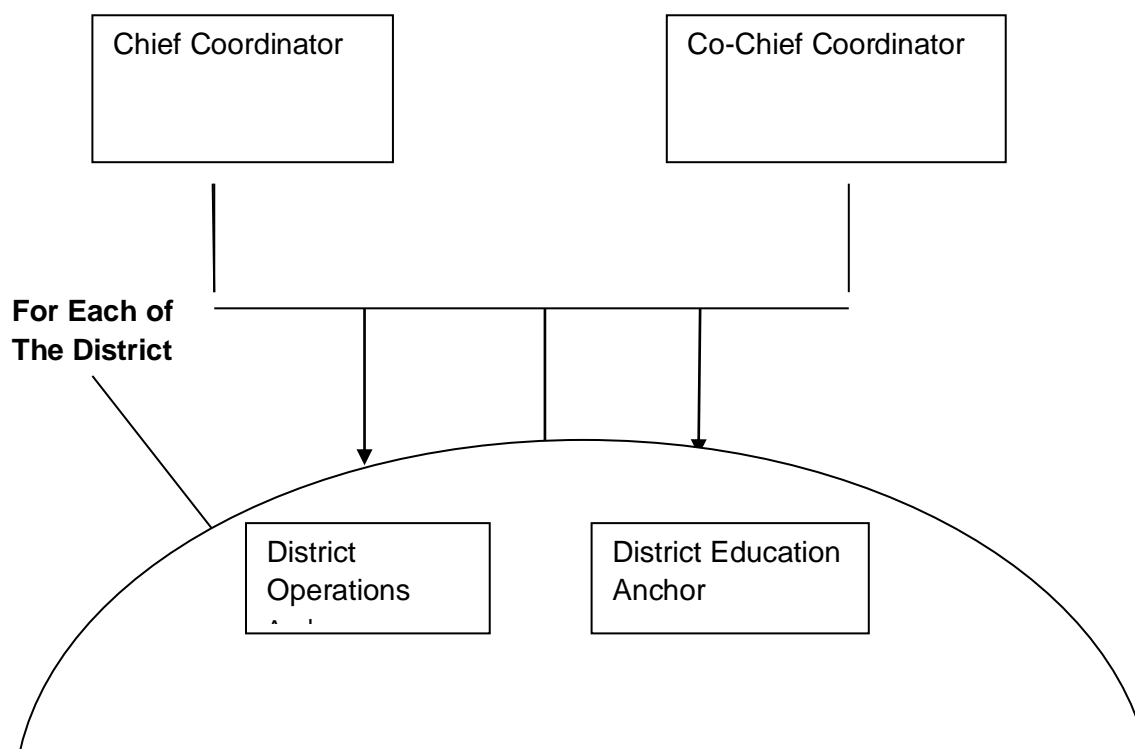 Chief Coordinator
Co-Chief Coordinator
For Each of
The District
District
Operations
District Education
Anchor